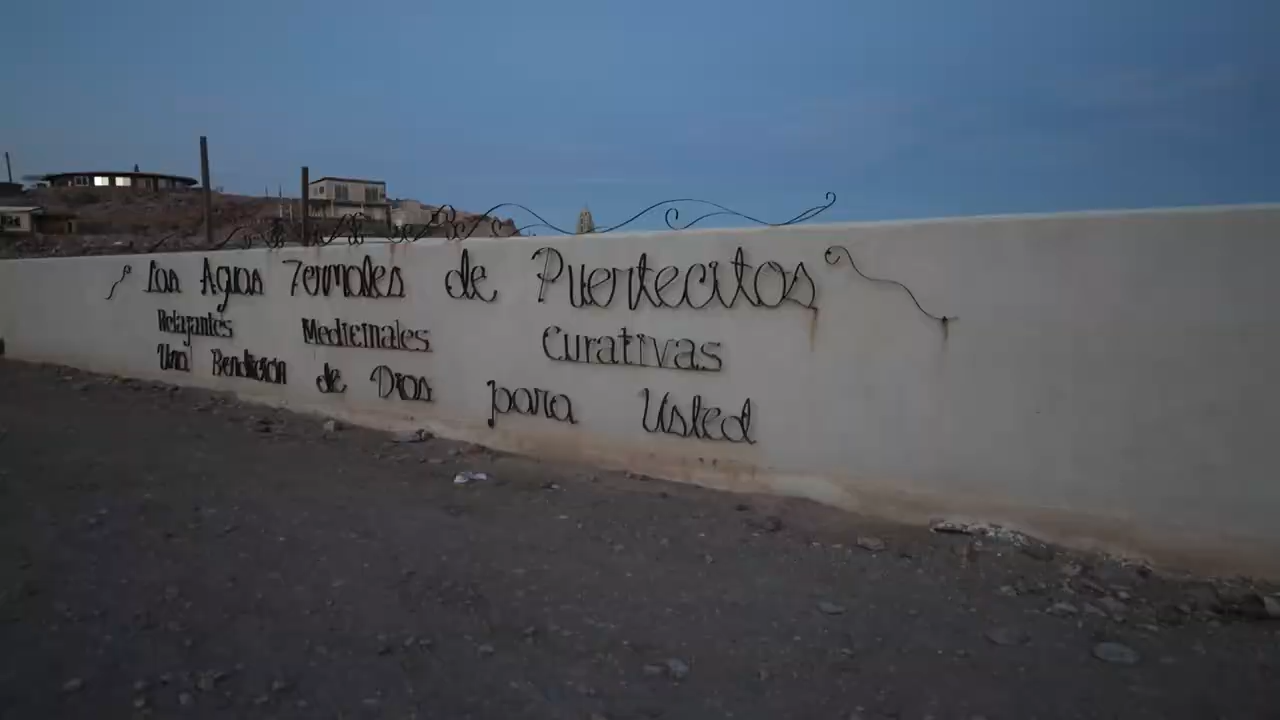 Las Aguas Termales de Puertecitos
Relajantes Medicinales Curativas
Una Bendicion de Dios para Usted